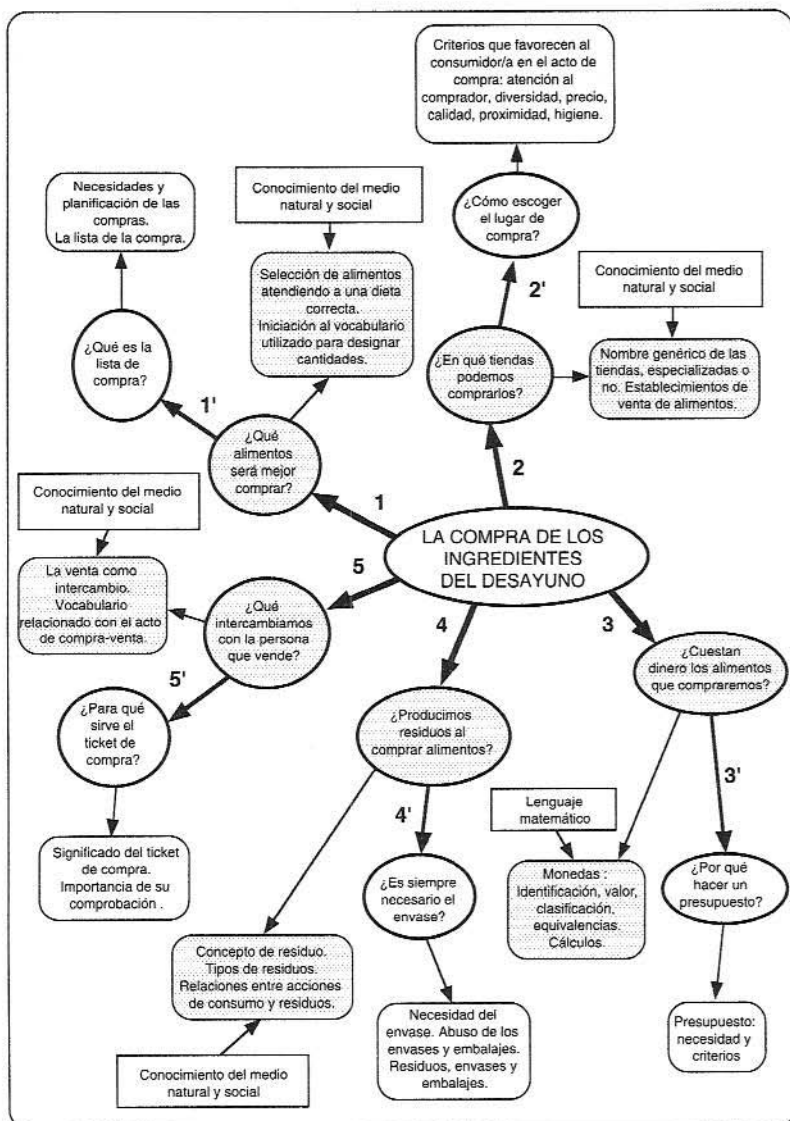 Criterios que favorecen al
consumidor/a en el acto de
compra: atención al
comprador, diversidad, precio,
calidad, proximidad, higiene.
Necesidades y
planificación de las
compras.
La lista de la compra.
Conocimiento del medio
natural y social
¿Cómo escoger
el lugar de
compra?
Selección de alimentos
atendiendo a una dieta
correcta.
Iniciación al vocabulario
utilizado para designar
cantidades.
2'
Conocimiento del medio
natural y social
¿Qué es la
lista de
compra?
¿En qué tiendas
podemos
comprarlos?
Nombre genérico de las
tiendas, especializadas o
no. Establecimientos de
venta de alimentos.
1'
¿Qué
alimentos
será mejor
comprar?
2
1
Conocimiento del medio
natural y social
LA COMPRA DE LOS
INGREDIENTES
DEL DESAYUNO
5
La venta como
intercambio.
Vocabulario
relacionado con el acto
de compra-venta.
¿Qué
intercambiamos
con la persona
que vende?
4
3
¿Cuestan
dinero los alimentos
que compraremos?
5'
¿Para qué
sirve el
ticket de
compra?
¿Producimos
residuos al
comprar alimentos?
3'
4'
Lenguaje
matemático
Significado del ticket
de compra.
Importancia de su
comprobación .
¿Es siempre
necesario el
envase?
Monedas :
Identificación, valor,
clasificación,
equivalencias.
Cálculos.
¿Por qué
hacer un
presupuesto?
Concepto de residuo.
Tipos de residuos.
Relaciones entre acciones
de consumo y residuos.
Necesidad del
envase. Abuso de los
envases y embalajes.
Residuos, envases y
embalajes.
Presupuesto:
necesidad y
criterios
Conocimiento del medio
natural y social